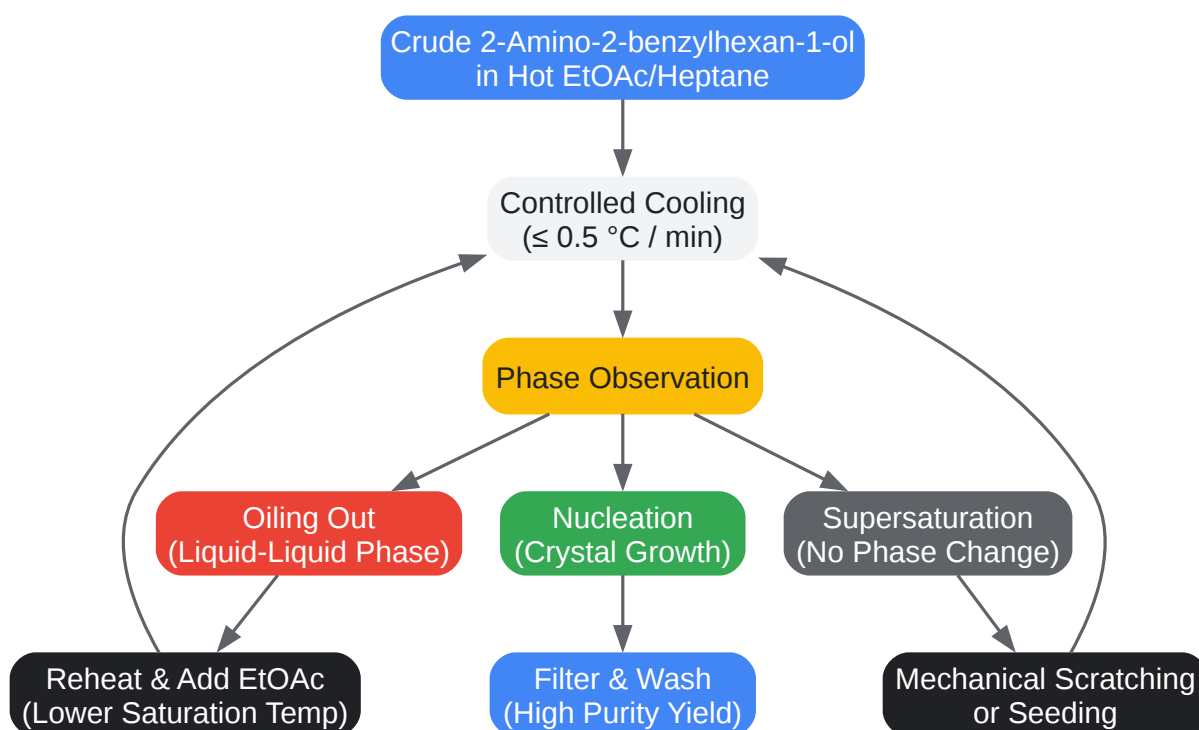 Crude 2-Amino-2-benzylhexan-1-ol
in Hot EtOAc/Heptane
Controlled Cooling
(≤ 0.5 °C / min)
Phase Observation
Oiling Out
(Liquid-Liquid Phase)
Nucleation
(Crystal Growth)
Supersaturation
(No Phase Change)
Reheat & Add EtOAc
(Lower Saturation Temp)
Filter & Wash
(High Purity Yield)
Mechanical Scratching
or Seeding